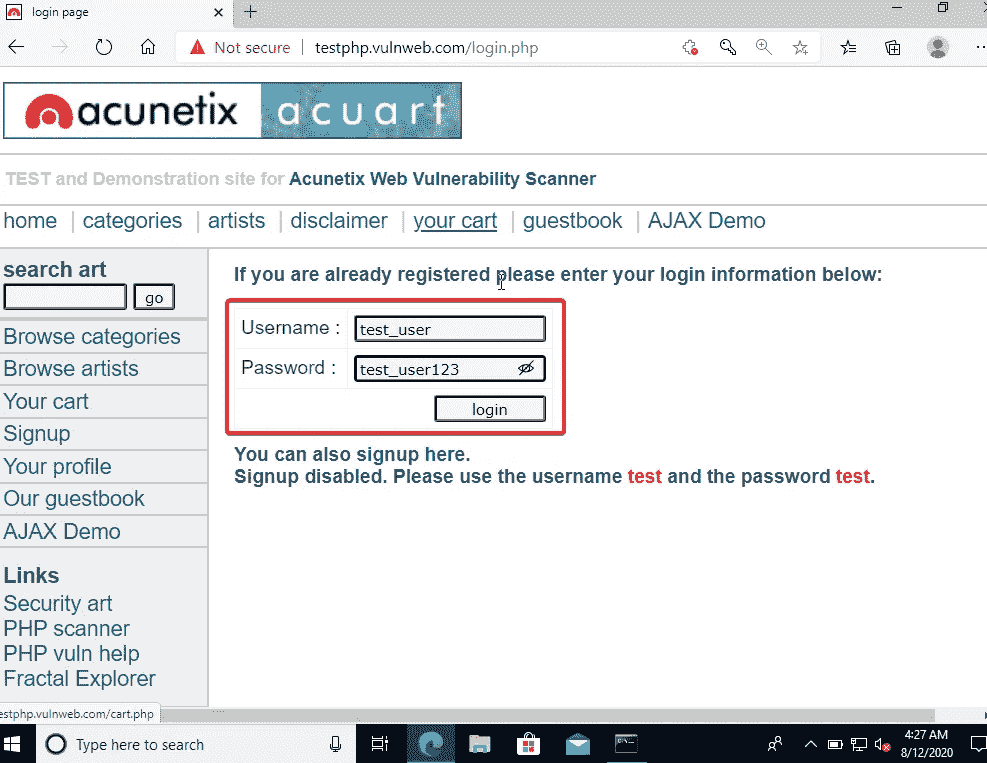 login page
Not secure | testphp.vulnweb.com/login.php
acunetix acuart
TEST and Demonstration site for Acunetix Web Vulnerability Scanner
home | categories | artists | disclaimer | your cart | guestbook | AJAX Demo
search art
go
Browse categories
Browse artists
Your cart
Signup
Your profile
Our guestbook
AJAX Demo
Links
Security art
PHP scanner
PHP vuln help
Fractal Explorer
If you are already registered please enter your login information below:
Username : test_user
Password : test_user123
login
You can also signup here.
Signup disabled. Please use the username test and the password test.
estphp.vulnweb.com/cart.php
Type here to search
4:27 AM
8/12/2020